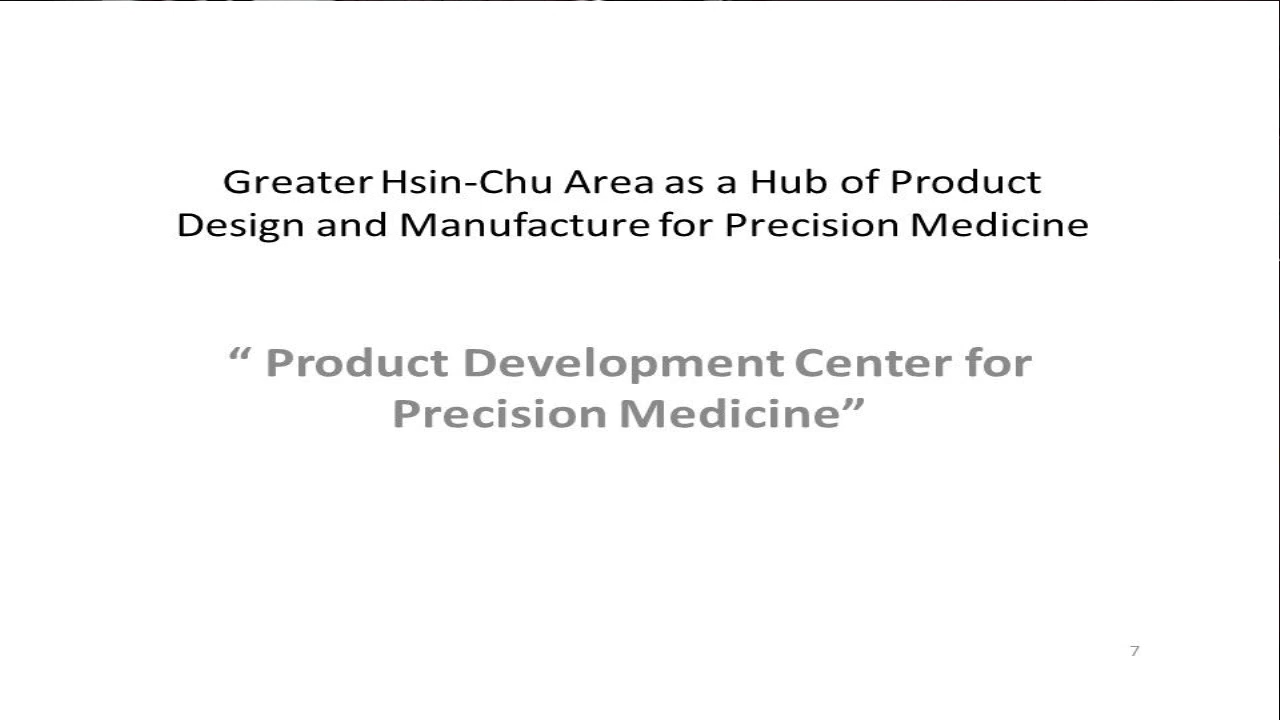 Greater Hsin-Chu Area as a Hub of Product
Design and Manufacture for Precision Medicine
“ Product Development Center for
Precision Medicine”
7